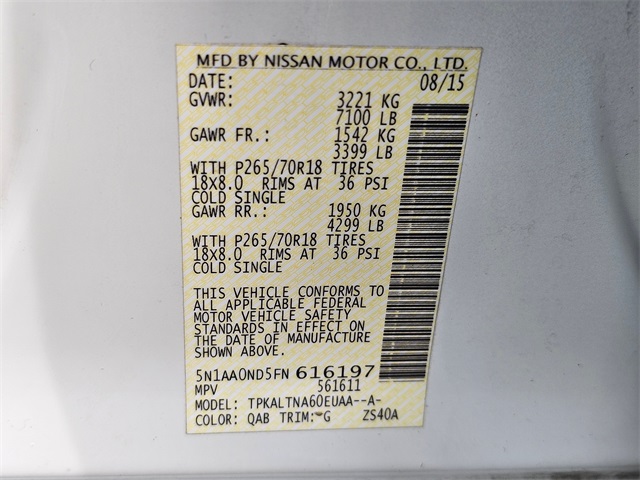 MFD BY NISSAN MOTOR CO., LTD.
DATE: 08/15
GVWR: 3221 KG
7100 LB
GAWR FR.: 1542 KG
3399 LB
WITH P265/70R18 TIRES
18X8.0 RIMS AT 36 PSI
COLD SINGLE
GAWR RR.: 1950 KG
4299 LB
WITH P265/70R18 TIRES
18X8.0 RIMS AT 36 PSI
COLD SINGLE
THIS VEHICLE CONFORMS TO
ALL APPLICABLE FEDERAL
MOTOR VEHICLE SAFETY
STANDARDS IN EFFECT ON
THE DATE OF MANUFACTURE
SHOWN ABOVE.
5N1AA0ND5FN 616197
MPV 561611
MODEL: TPKALTNA60EUAA--A-
COLOR: QAB TRIM: G ZS40A